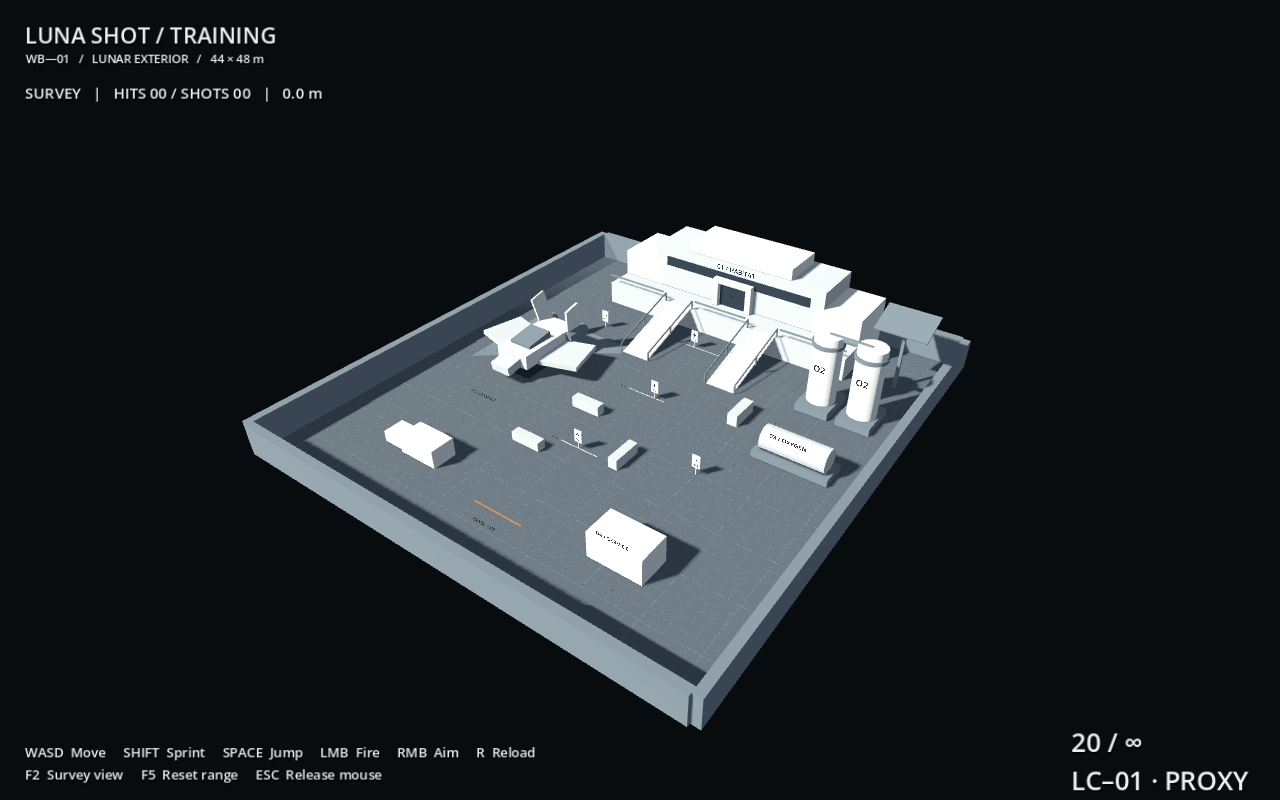 LUNA SHOT / TRAINING
WB—01 / LUNAR EXTERIOR / 44 × 48 m
SURVEY | HITS 00 / SHOTS 00 | 0.0 m
01 / HABITAT
O2
O2
WASD Move SHIFT Sprint SPACE Jump LMB Fire RMB Aim R Reload
F2 Survey view F5 Reset range ESC Release mouse
20 / ∞
LC–01 · PROXY